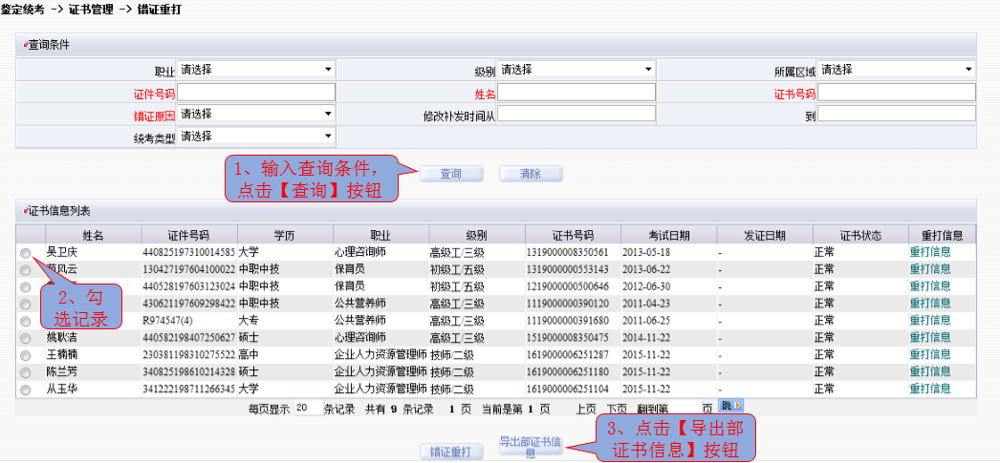 鉴定统考 -> 证书管理 -> 错证重打
查询条件
职业 请选择 级别 请选择 所属区域 请选择
证件号码 姓名 证书号码
错证原因 请选择 修改补发时间从 到
统考类型 请选择
1、输入查询条件，
点击【查询】按钮
查询 清除
证书信息列表
姓名 证件号码 学历 职业 级别 证书号码 考试日期 发证日期 证书状态 重打信息
吴卫庆 440825197310014585 大学 心理咨询师 高级工/三级 1319000008350561 2013-05-18 - 正常 重打信息
风云 130427197604100022 中职中技 保育员 初级工/五级 1319000000553143 2013-06-22 - 正常 重打信息
440528197603123024 中职中技 保育员 初级工/五级 1219000000500646 2012-06-30 - 正常 重打信息
430621197609298422 中职中技 公共营养师 高级工/三级 1119000000390120 2011-04-23 - 正常 重打信息
R974547(4) 大专 公共营养师 高级工/三级 1119000000391680 2011-06-25 - 正常 重打信息
姚耿洁 440582198407250627 硕士 心理咨询师 高级工/三级 1519000008350475 2014-11-22 - 正常 重打信息
王楠楠 230381198310275522 高中 企业人力资源管理师 技师/二级 1619000006251287 2015-11-22 - 正常 重打信息
陈兰芳 340825198610214328 硕士 企业人力资源管理师 技师/二级 1619000006251180 2015-11-22 - 正常 重打信息
从玉华 341222198711266345 大学 企业人力资源管理师 技师/二级 1619000006251104 2015-11-22 - 正常 重打信息
2、勾
选记录
每页显示 20 条记录 共有 9 条记录 1 页 当前是第 1 页 上页 下页 翻到第 页 跳
3、点击【导出部
证书信息】按钮
错证重打
导出部证书信
息